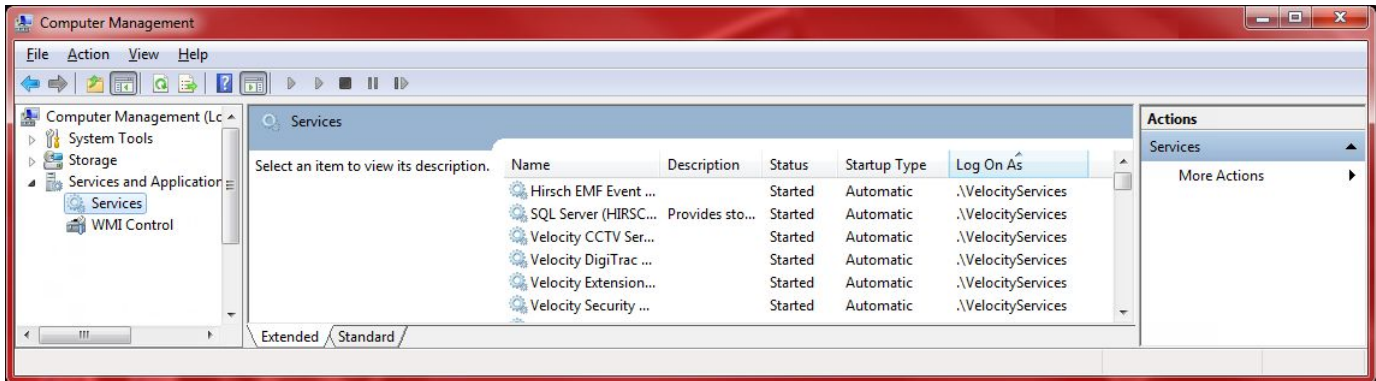 Computer Management
File Action View Help
Computer Management (Lc
System Tools
Storage
Services and Application
Services
WMI Control
Services
Select an item to view its description.
Name Description Status Startup Type Log On As
Hirsch EMF Event ... Started Automatic .\VelocityServices
SQL Server (HIRSC... Provides sto... Started Automatic .\VelocityServices
Velocity CCTV Ser... Started Automatic .\VelocityServices
Velocity DigiTrac ... Started Automatic .\VelocityServices
Velocity Extension... Started Automatic .\VelocityServices
Velocity Security ... Started Automatic .\VelocityServices
Extended Standard
Actions
Services
More Actions